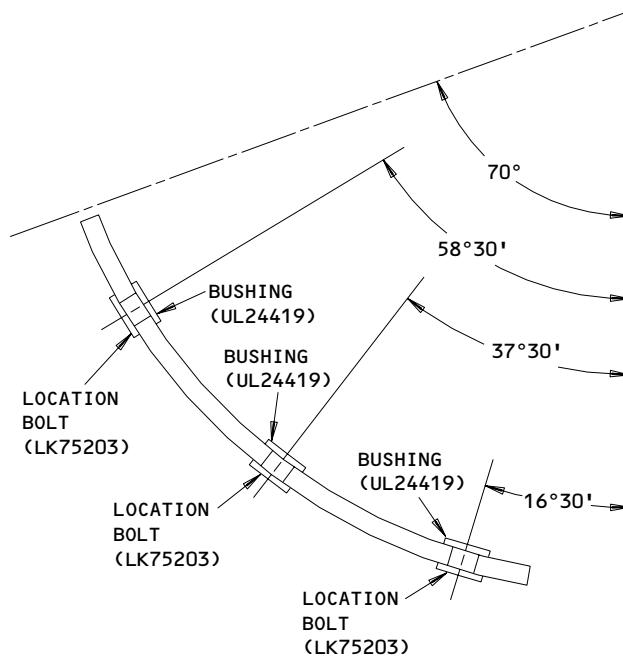 70°
58°30'
BUSHING
(UL24419)
37°30'
BUSHING
(UL24419)
LOCATION
BOLT
(LK75203)
BUSHING
(UL24419)
16°30'
LOCATION
BOLT
(LK75203)
LOCATION
BOLT
(LK75203)